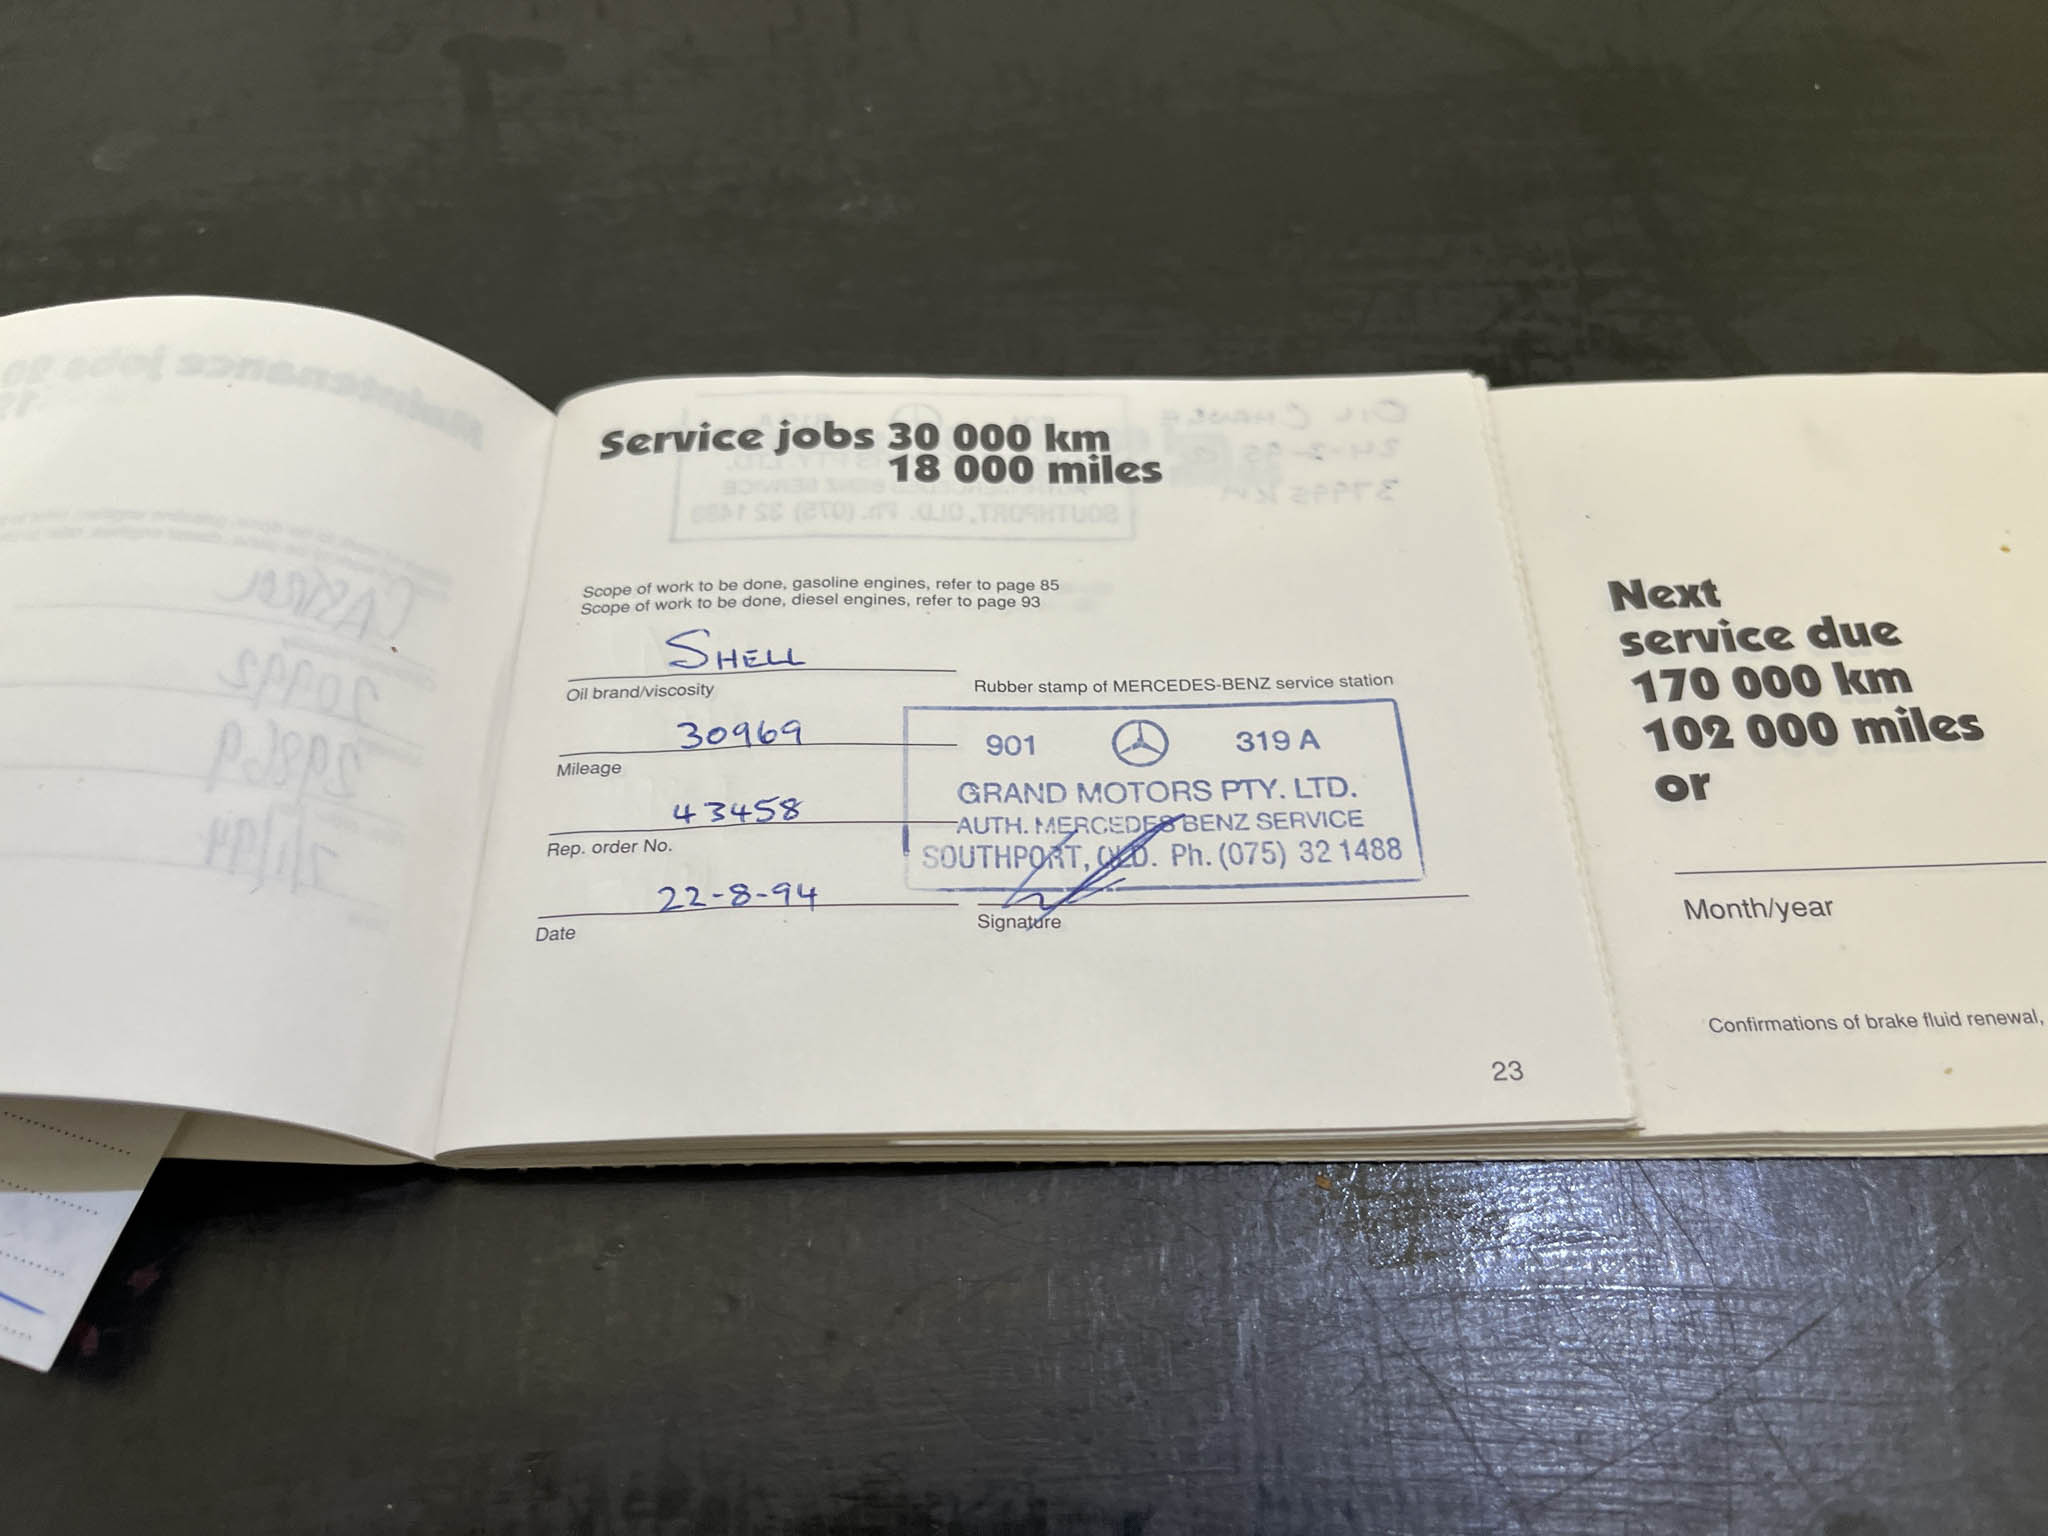 Service jobs 30 000 km
18 000 miles
Scope of work to be done, gasoline engines, refer to page 85
Scope of work to be done, diesel engines, refer to page 93
SHELL
Oil brand/viscosity
30969
Mileage
43458
Rep. order No.
22-8-94
Date
Rubber stamp of MERCEDES-BENZ service station
901 319 A
GRAND MOTORS PTY. LTD.
AUTH. MERCEDES BENZ SERVICE
SOUTHPORT, QLD. Ph. (075) 32 1488
Signature
23
Next
service due
170 000 km
102 000 miles
or
Month/year
Confirmations of brake fluid renewal,